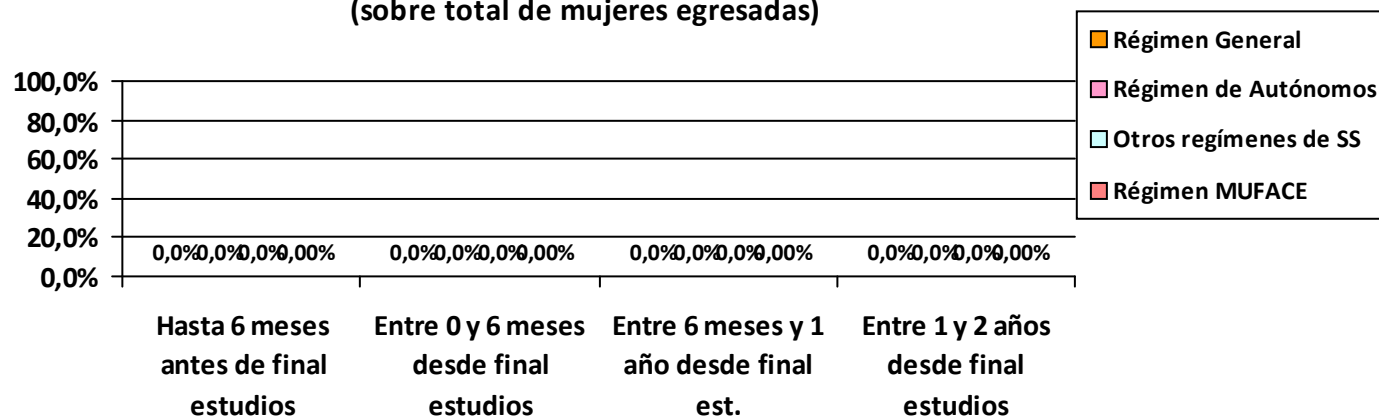 (sobre total de mujeres egresadas)
Régimen General
Régimen de Autónomos
Otros regímenes de SS
Régimen MUFACE
100,0%
80,0%
60,0%
40,0%
20,0%
0,0%
0,0% 0,0% 0,0% 0,00% 0,0% 0,0% 0,0% 0,00% 0,0% 0,0% 0,0% 0,00% 0,0% 0,0% 0,0% 0,00%
Hasta 6 meses
antes de final
estudios
Entre 0 y 6 meses
desde final
estudios
Entre 6 meses y 1
año desde final
est.
Entre 1 y 2 años
desde final
estudios